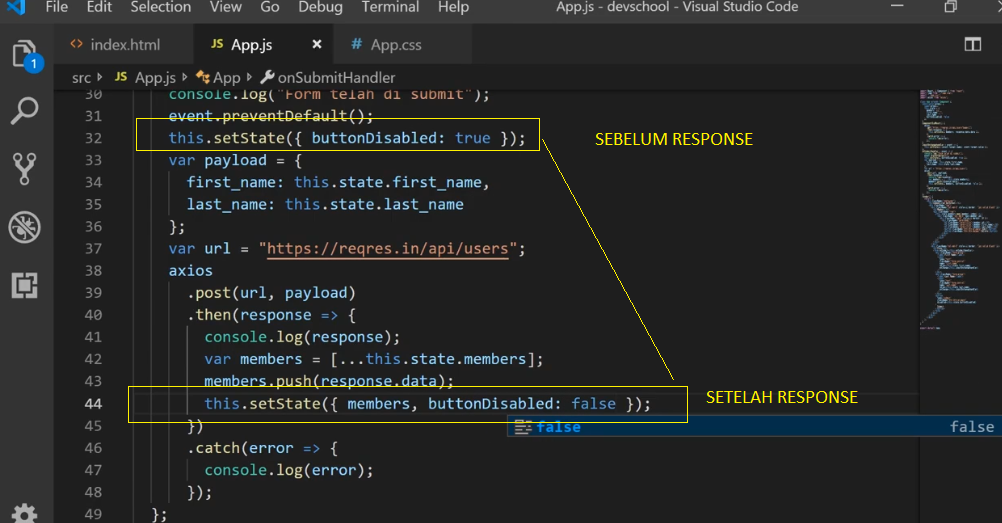 File Edit Selection View Go Debug Terminal Help App.js - devschool - Visual Studio Code
index.html JS App.js × # App.css
1
src > JS App.js > App > onSubmitHandler
30 console.log("Form telah di submit");
31 event.preventDefault();
32 this.setState({ buttonDisabled: true });
SEBELUM RESPONSE
33 var payload = {
34 first_name: this.state.first_name,
35 last_name: this.state.last_name
36 };
37 var url = "https://reqres.in/api/users";
38 axios
39 .post(url, payload)
40 .then(response => {
41 console.log(response);
42 var members = [...this.state.members];
43 members.push(response.data);
44 this.setState({ members, buttonDisabled: false });
SETELAH RESPONSE
45 })
false false
46 .catch(error => {
47 console.log(error);
48 });
49 };